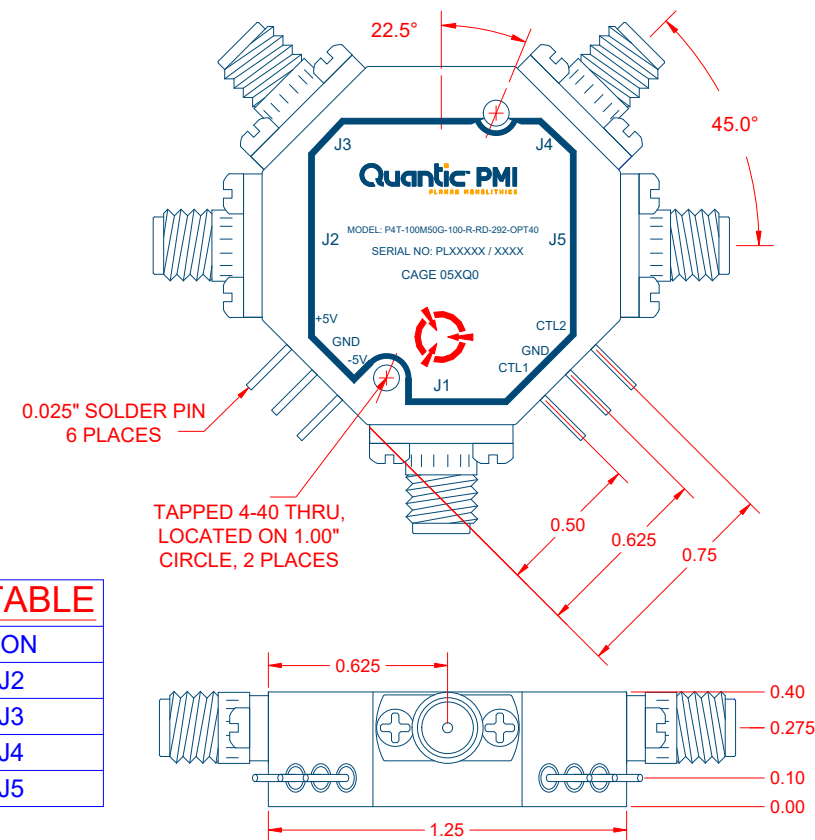 22.5°
45.0°
J3
J4
Quantic PMI
PLANAR MONOLITHICS
MODEL: P4T-100M50G-100-R-RD-292-OPT40
J2
J5
SERIAL NO: PLXXXXX / XXXX
CAGE 05XQ0
+5V
GND
-5V
CTL2
GND
CTL1
J1
0.025" SOLDER PIN
6 PLACES
TAPPED 4-40 THRU,
LOCATED ON 1.00"
CIRCLE, 2 PLACES
0.50
0.625
0.75
TABLE
ON
J2
J3
J4
J5
0.625
0.40
0.275
0.10
0.00
1.25